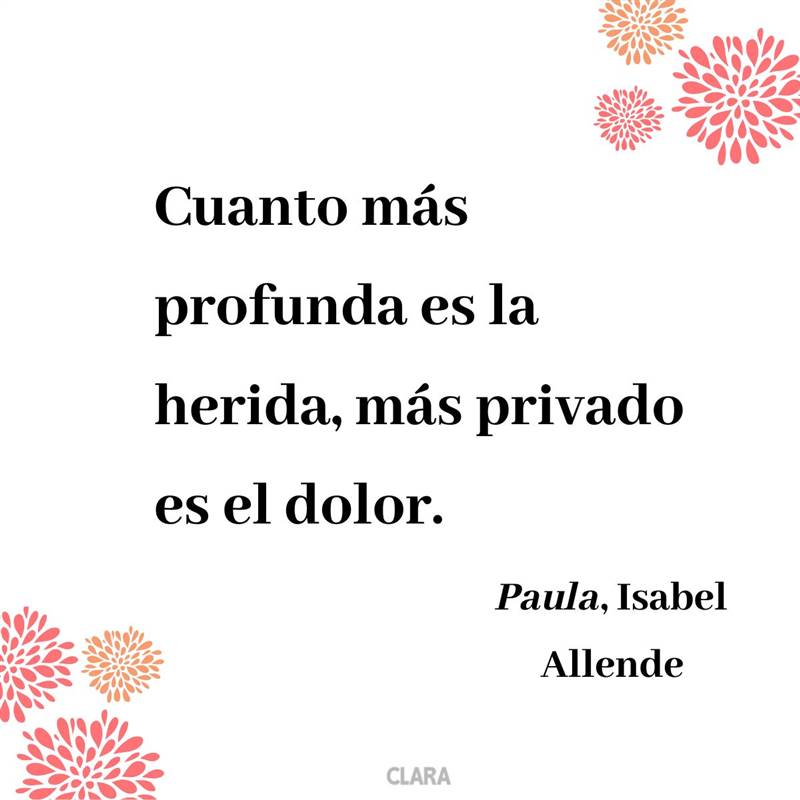 Cuanto más
profunda es la
herida, más privado
es el dolor.
Paula, Isabel
Allende
CLARA